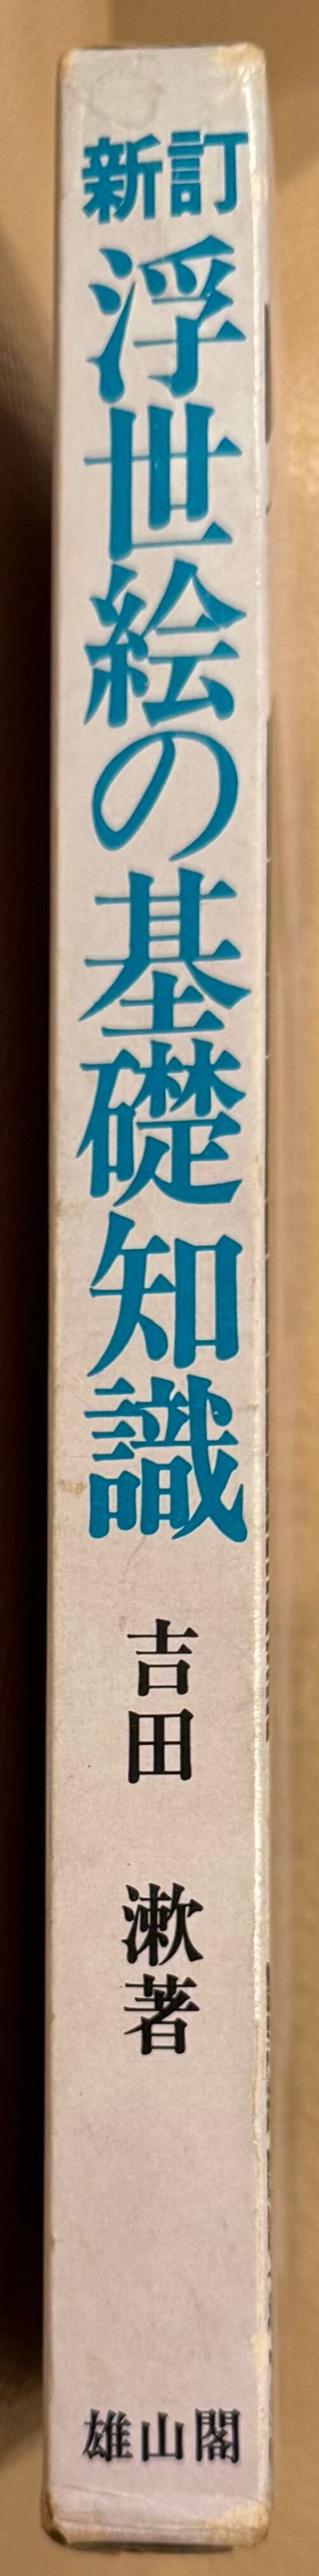 新訂
浮世絵の基礎知識
吉田 漱著
雄山閣